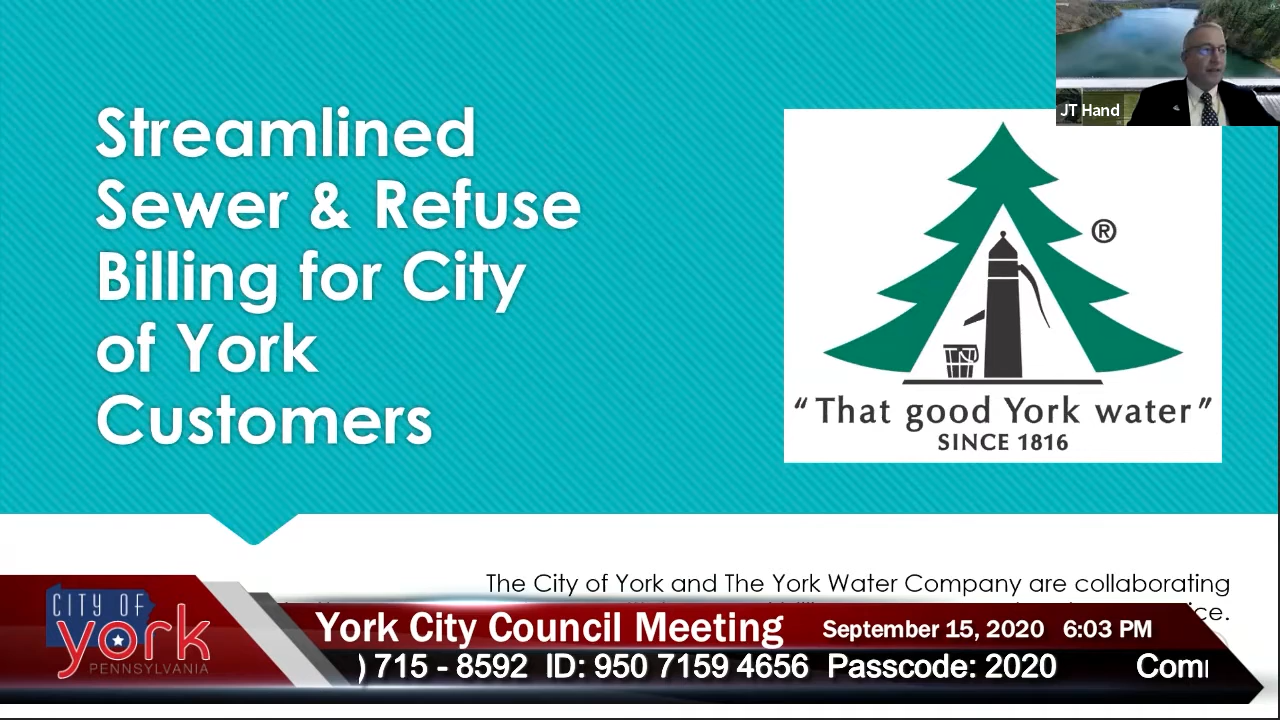 Streamlined
Sewer & Refuse
Billing for City
of York
Customers
JT Hand
®
“That good York water”
SINCE 1816
The City of York and The York Water Company are collaborating
ice.
CITY OF
york
PENNSYLVANIA
York City Council Meeting September 15, 2020 6:03 PM
) 715 - 8592 ID: 950 7159 4656 Passcode: 2020